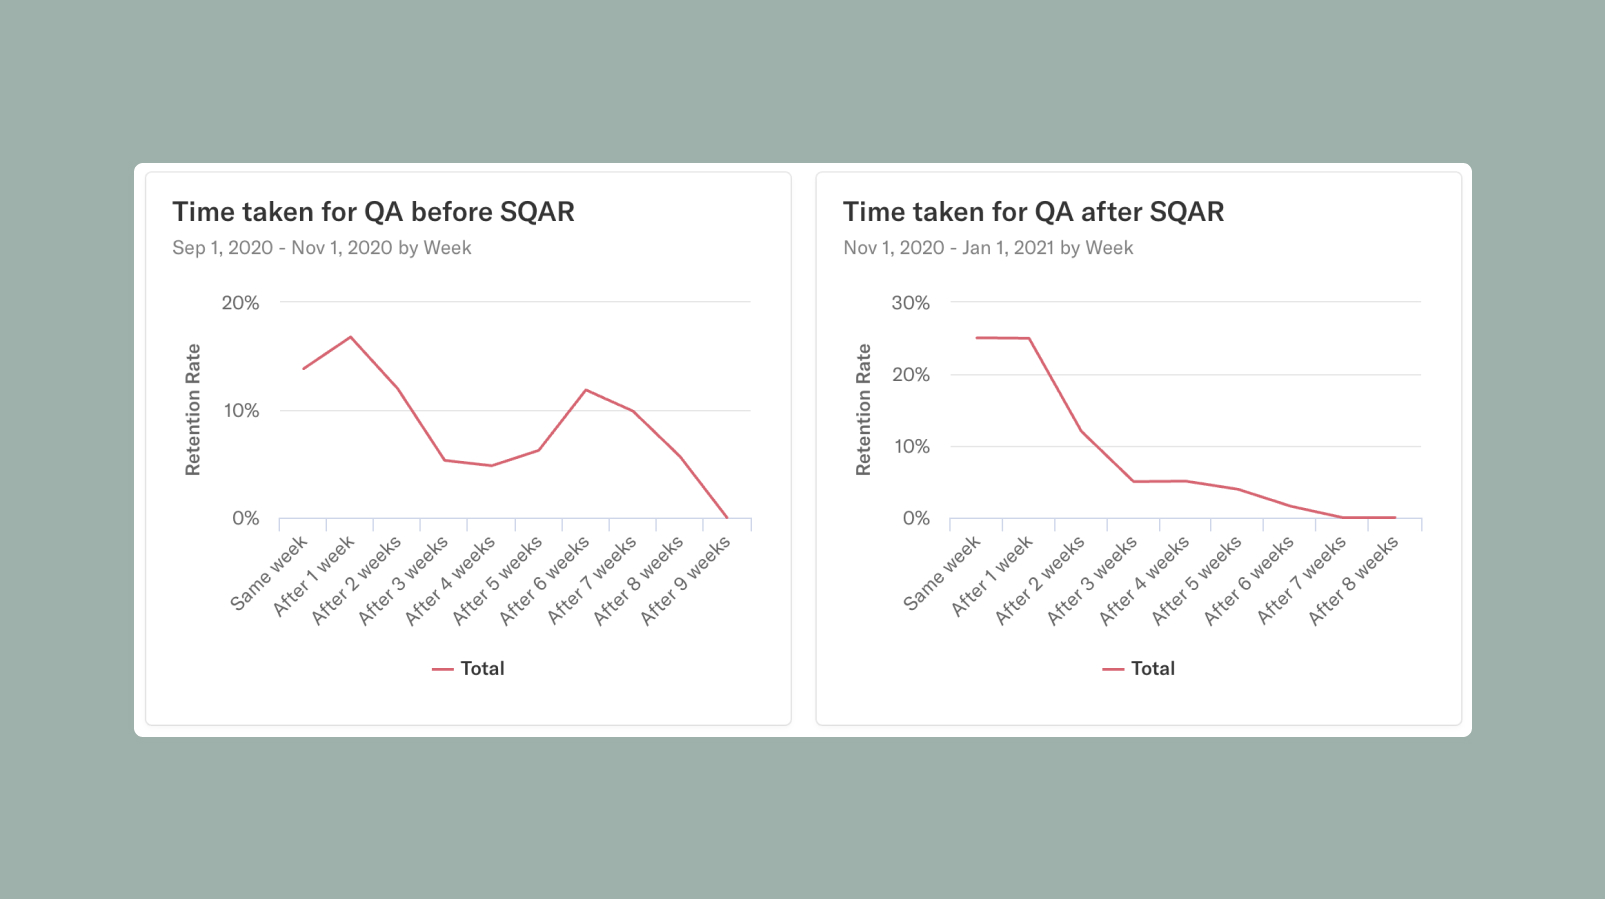 Time taken for QA before SQAR
Sep 1, 2020 - Nov 1, 2020 by Week
20%
10%
0%
Retention Rate
Same week
After 1 week
After 2 weeks
After 3 weeks
After 4 weeks
After 5 weeks
After 6 weeks
After 7 weeks
After 8 weeks
After 9 weeks
Total
Time taken for QA after SQAR
Nov 1, 2020 - Jan 1, 2021 by Week
30%
20%
10%
0%
Retention Rate
Same week
After 1 week
After 2 weeks
After 3 weeks
After 4 weeks
After 5 weeks
After 6 weeks
After 7 weeks
After 8 weeks
Total